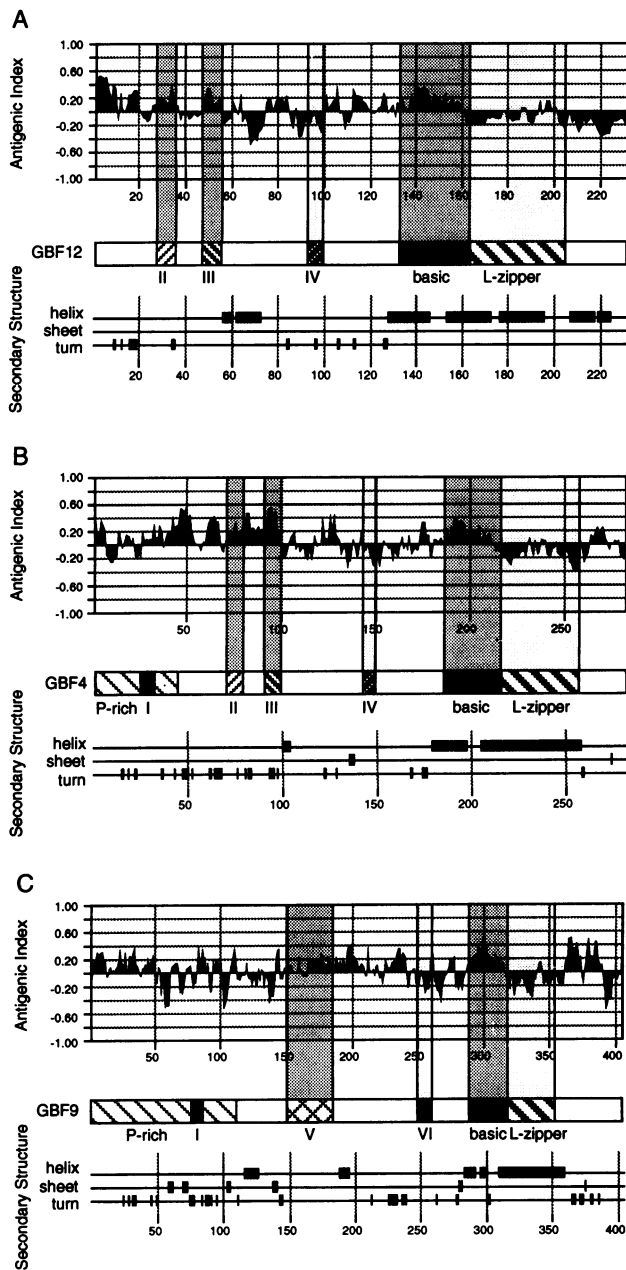 A
Antigenic Index
1.00
0.60
0.20
-0.20
-0.60
-1.00
20 40 60 80 100 120 140 160 180 200 220
GBF12
II III IV basic L-zipper
Secondary Structure
helix
sheet
turn
20 40 60 80 100 120 140 160 180 200 220
B
Antigenic Index
1.00
0.60
0.20
-0.20
-0.60
-1.00
50 100 150 200 250
GBF4
P-rich I II III IV basic L-zipper
Secondary Structure
helix
sheet
turn
50 100 150 200 250
C
Antigenic Index
1.00
0.60
0.20
-0.20
-0.60
-1.00
50 100 150 200 250 300 350 400
GBF9
P-rich I V VI basic L-zipper
Secondary Structure
helix
sheet
turn
50 100 150 200 250 300 350 400